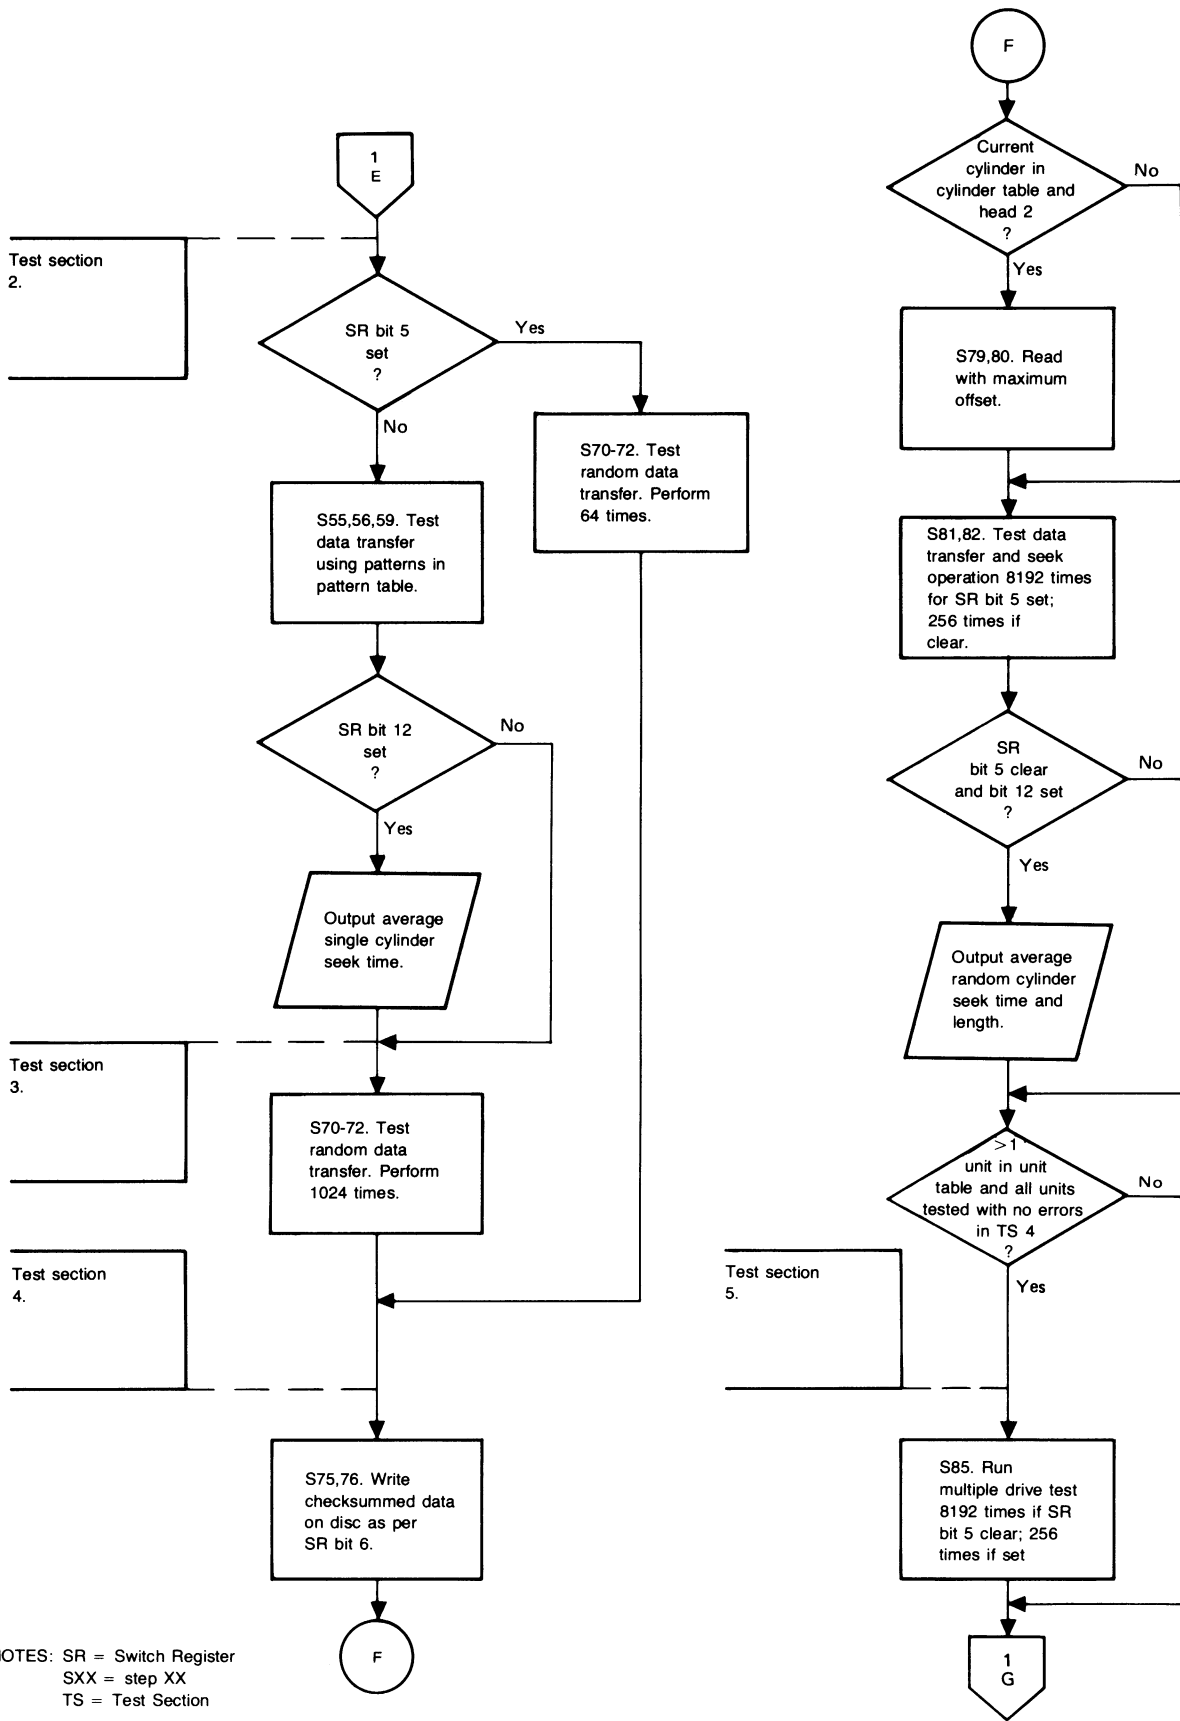 1
E
Test section
2.
SR bit 5
set
?
Yes
No
S70-72. Test
random data
transfer. Perform
64 times.
S55,56,59. Test
data transfer
using patterns in
pattern table.
SR bit 12
set
?
No
Yes
Output average
single cylinder
seek time.
Test section
3.
S70-72. Test
random data
transfer. Perform
1024 times.
Test section
4.
S75,76. Write
checksummed data
on disc as per
SR bit 6.
F
OTES: SR = Switch Register
SXX = step XX
TS = Test Section
F
Current
cylinder in
cylinder table and
head 2
?
No
Yes
S79,80. Read
with maximum
offset.
S81,82. Test data
transfer and seek
operation 8192 times
for SR bit 5 set;
256 times if
clear.
SR
bit 5 clear
and bit 12 set
?
No
Yes
Output average
random cylinder
seek time and
length.
>1
unit in unit
table and all units
tested with no errors
in TS 4
?
No
Yes
Test section
5.
S85. Run
multiple drive test
8192 times if SR
bit 5 clear; 256
times if set
1
G